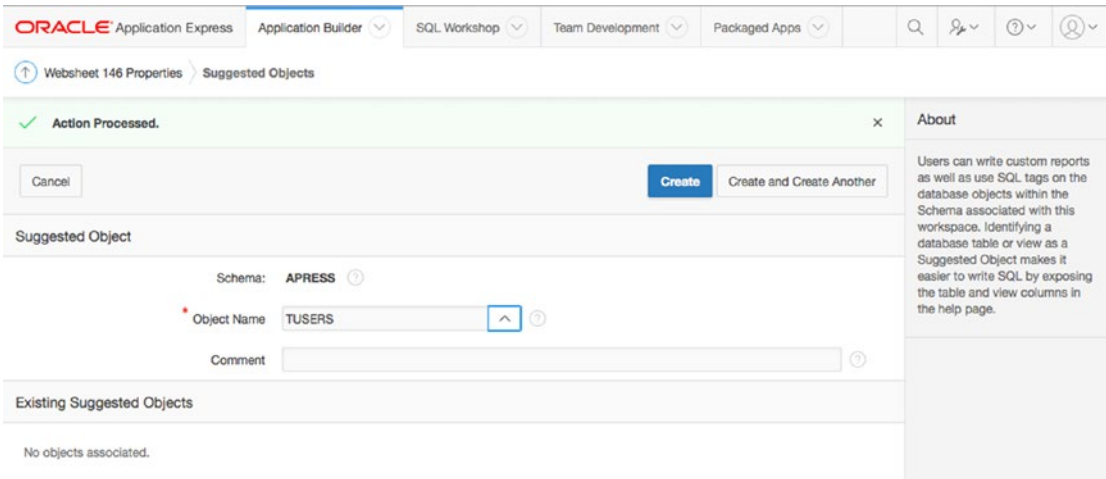 ORACLE Application Express Application Builder SQL Workshop Team Development Packaged Apps
Websheet 146 Properties Suggested Objects
Action Processed.
Cancel Create Create and Create Another
Suggested Object
Schema: APRESS
* Object Name TUSERS
Comment
Existing Suggested Objects
No objects associated.
About
Users can write custom reports
as well as use SQL tags on the
database objects within the
Schema associated with this
workspace. Identifying a
database table or view as a
Suggested Object makes it
easier to write SQL by exposing
the table and view columns in
the help page.